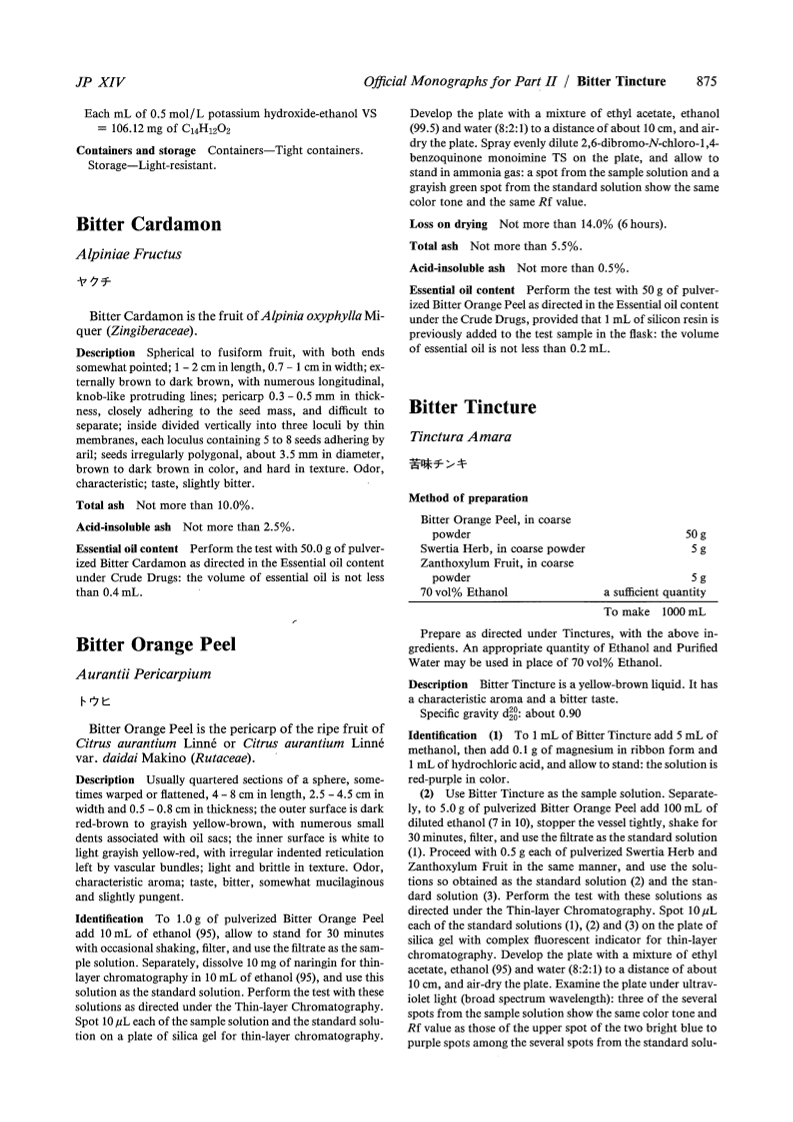 JP XIV
Official Monographs for Part II / Bitter Tincture 875
Each mL of 0.5 mol/L potassium hydroxide-ethanol VS
= 106.12 mg of C₁₄H₁₂O₂
Containers and storage Containers—Tight containers.
Storage—Light-resistant.
Bitter Cardamon
Alpiniae Fructus
ヤクチ
Bitter Cardamon is the fruit of Alpinia oxyphylla Mi-
quer (Zingiberaceae).
Description Spherical to fusiform fruit, with both ends
somewhat pointed; 1 – 2 cm in length, 0.7 – 1 cm in width; ex-
ternally brown to dark brown, with numerous longitudinal,
knob-like protruding lines; pericarp 0.3 – 0.5 mm in thick-
ness, closely adhering to the seed mass, and difficult to
separate; inside divided vertically into three loculi by thin
membranes, each loculus containing 5 to 8 seeds adhering by
aril; seeds irregularly polygonal, about 3.5 mm in diameter,
brown to dark brown in color, and hard in texture. Odor,
characteristic; taste, slightly bitter.
Total ash Not more than 10.0%.
Acid-insoluble ash Not more than 2.5%.
Essential oil content Perform the test with 50.0 g of pulver-
ized Bitter Cardamon as directed in the Essential oil content
under Crude Drugs: the volume of essential oil is not less
than 0.4 mL.
Bitter Orange Peel
Aurantii Pericarpium
トウヒ
Bitter Orange Peel is the pericarp of the ripe fruit of
Citrus aurantium Linné or Citrus aurantium Linné
var. daidai Makino (Rutaceae).
Description Usually quartered sections of a sphere, some-
times warped or flattened, 4 – 8 cm in length, 2.5 – 4.5 cm in
width and 0.5 – 0.8 cm in thickness; the outer surface is dark
red-brown to grayish yellow-brown, with numerous small
dents associated with oil sacs; the inner surface is white to
light grayish yellow-red, with irregular indented reticulation
left by vascular bundles; light and brittle in texture. Odor,
characteristic aroma; taste, bitter, somewhat mucilaginous
and slightly pungent.
Identification To 1.0 g of pulverized Bitter Orange Peel
add 10 mL of ethanol (95), allow to stand for 30 minutes
with occasional shaking, filter, and use the filtrate as the sam-
ple solution. Separately, dissolve 10 mg of naringin for thin-
layer chromatography in 10 mL of ethanol (95), and use this
solution as the standard solution. Perform the test with these
solutions as directed under the Thin-layer Chromatography.
Spot 10 μL each of the sample solution and the standard solu-
tion on a plate of silica gel for thin-layer chromatography.
Develop the plate with a mixture of ethyl acetate, ethanol
(99.5) and water (8:2:1) to a distance of about 10 cm, and air-
dry the plate. Spray evenly dilute 2,6-dibromo-N-chloro-1,4-
benzoquinone monoimine TS on the plate, and allow to
stand in ammonia gas: a spot from the sample solution and a
grayish green spot from the standard solution show the same
color tone and the same Rf value.
Loss on drying Not more than 14.0% (6 hours).
Total ash Not more than 5.5%.
Acid-insoluble ash Not more than 0.5%.
Essential oil content Perform the test with 50 g of pulver-
ized Bitter Orange Peel as directed in the Essential oil content
under the Crude Drugs, provided that 1 mL of silicon resin is
previously added to the test sample in the flask: the volume
of essential oil is not less than 0.2 mL.
Bitter Tincture
Tinctura Amara
苦味チンキ
Method of preparation
Bitter Orange Peel, in coarse
powder 50 g
Swertia Herb, in coarse powder 5 g
Zanthoxylum Fruit, in coarse
powder 5 g
70 vol% Ethanol a sufficient quantity
To make 1000 mL
Prepare as directed under Tinctures, with the above in-
gredients. An appropriate quantity of Ethanol and Purified
Water may be used in place of 70 vol% Ethanol.
Description Bitter Tincture is a yellow-brown liquid. It has
a characteristic aroma and a bitter taste.
Specific gravity d²⁰₂₀: about 0.90
Identification (1) To 1 mL of Bitter Tincture add 5 mL of
methanol, then add 0.1 g of magnesium in ribbon form and
1 mL of hydrochloric acid, and allow to stand: the solution is
red-purple in color.
(2) Use Bitter Tincture as the sample solution. Separate-
ly, to 5.0 g of pulverized Bitter Orange Peel add 100 mL of
diluted ethanol (7 in 10), stopper the vessel tightly, shake for
30 minutes, filter, and use the filtrate as the standard solution
(1). Proceed with 0.5 g each of pulverized Swertia Herb and
Zanthoxylum Fruit in the same manner, and use the solu-
tions so obtained as the standard solution (2) and the stan-
dard solution (3). Perform the test with these solutions as
directed under the Thin-layer Chromatography. Spot 10 μL
each of the standard solutions (1), (2) and (3) on the plate of
silica gel with complex fluorescent indicator for thin-layer
chromatography. Develop the plate with a mixture of ethyl
acetate, ethanol (95) and water (8:2:1) to a distance of about
10 cm, and air-dry the plate. Examine the plate under ultrav-
iolet light (broad spectrum wavelength): three of the several
spots from the sample solution show the same color tone and
Rf value as those of the upper spot of the two bright blue to
purple spots among the several spots from the standard solu-